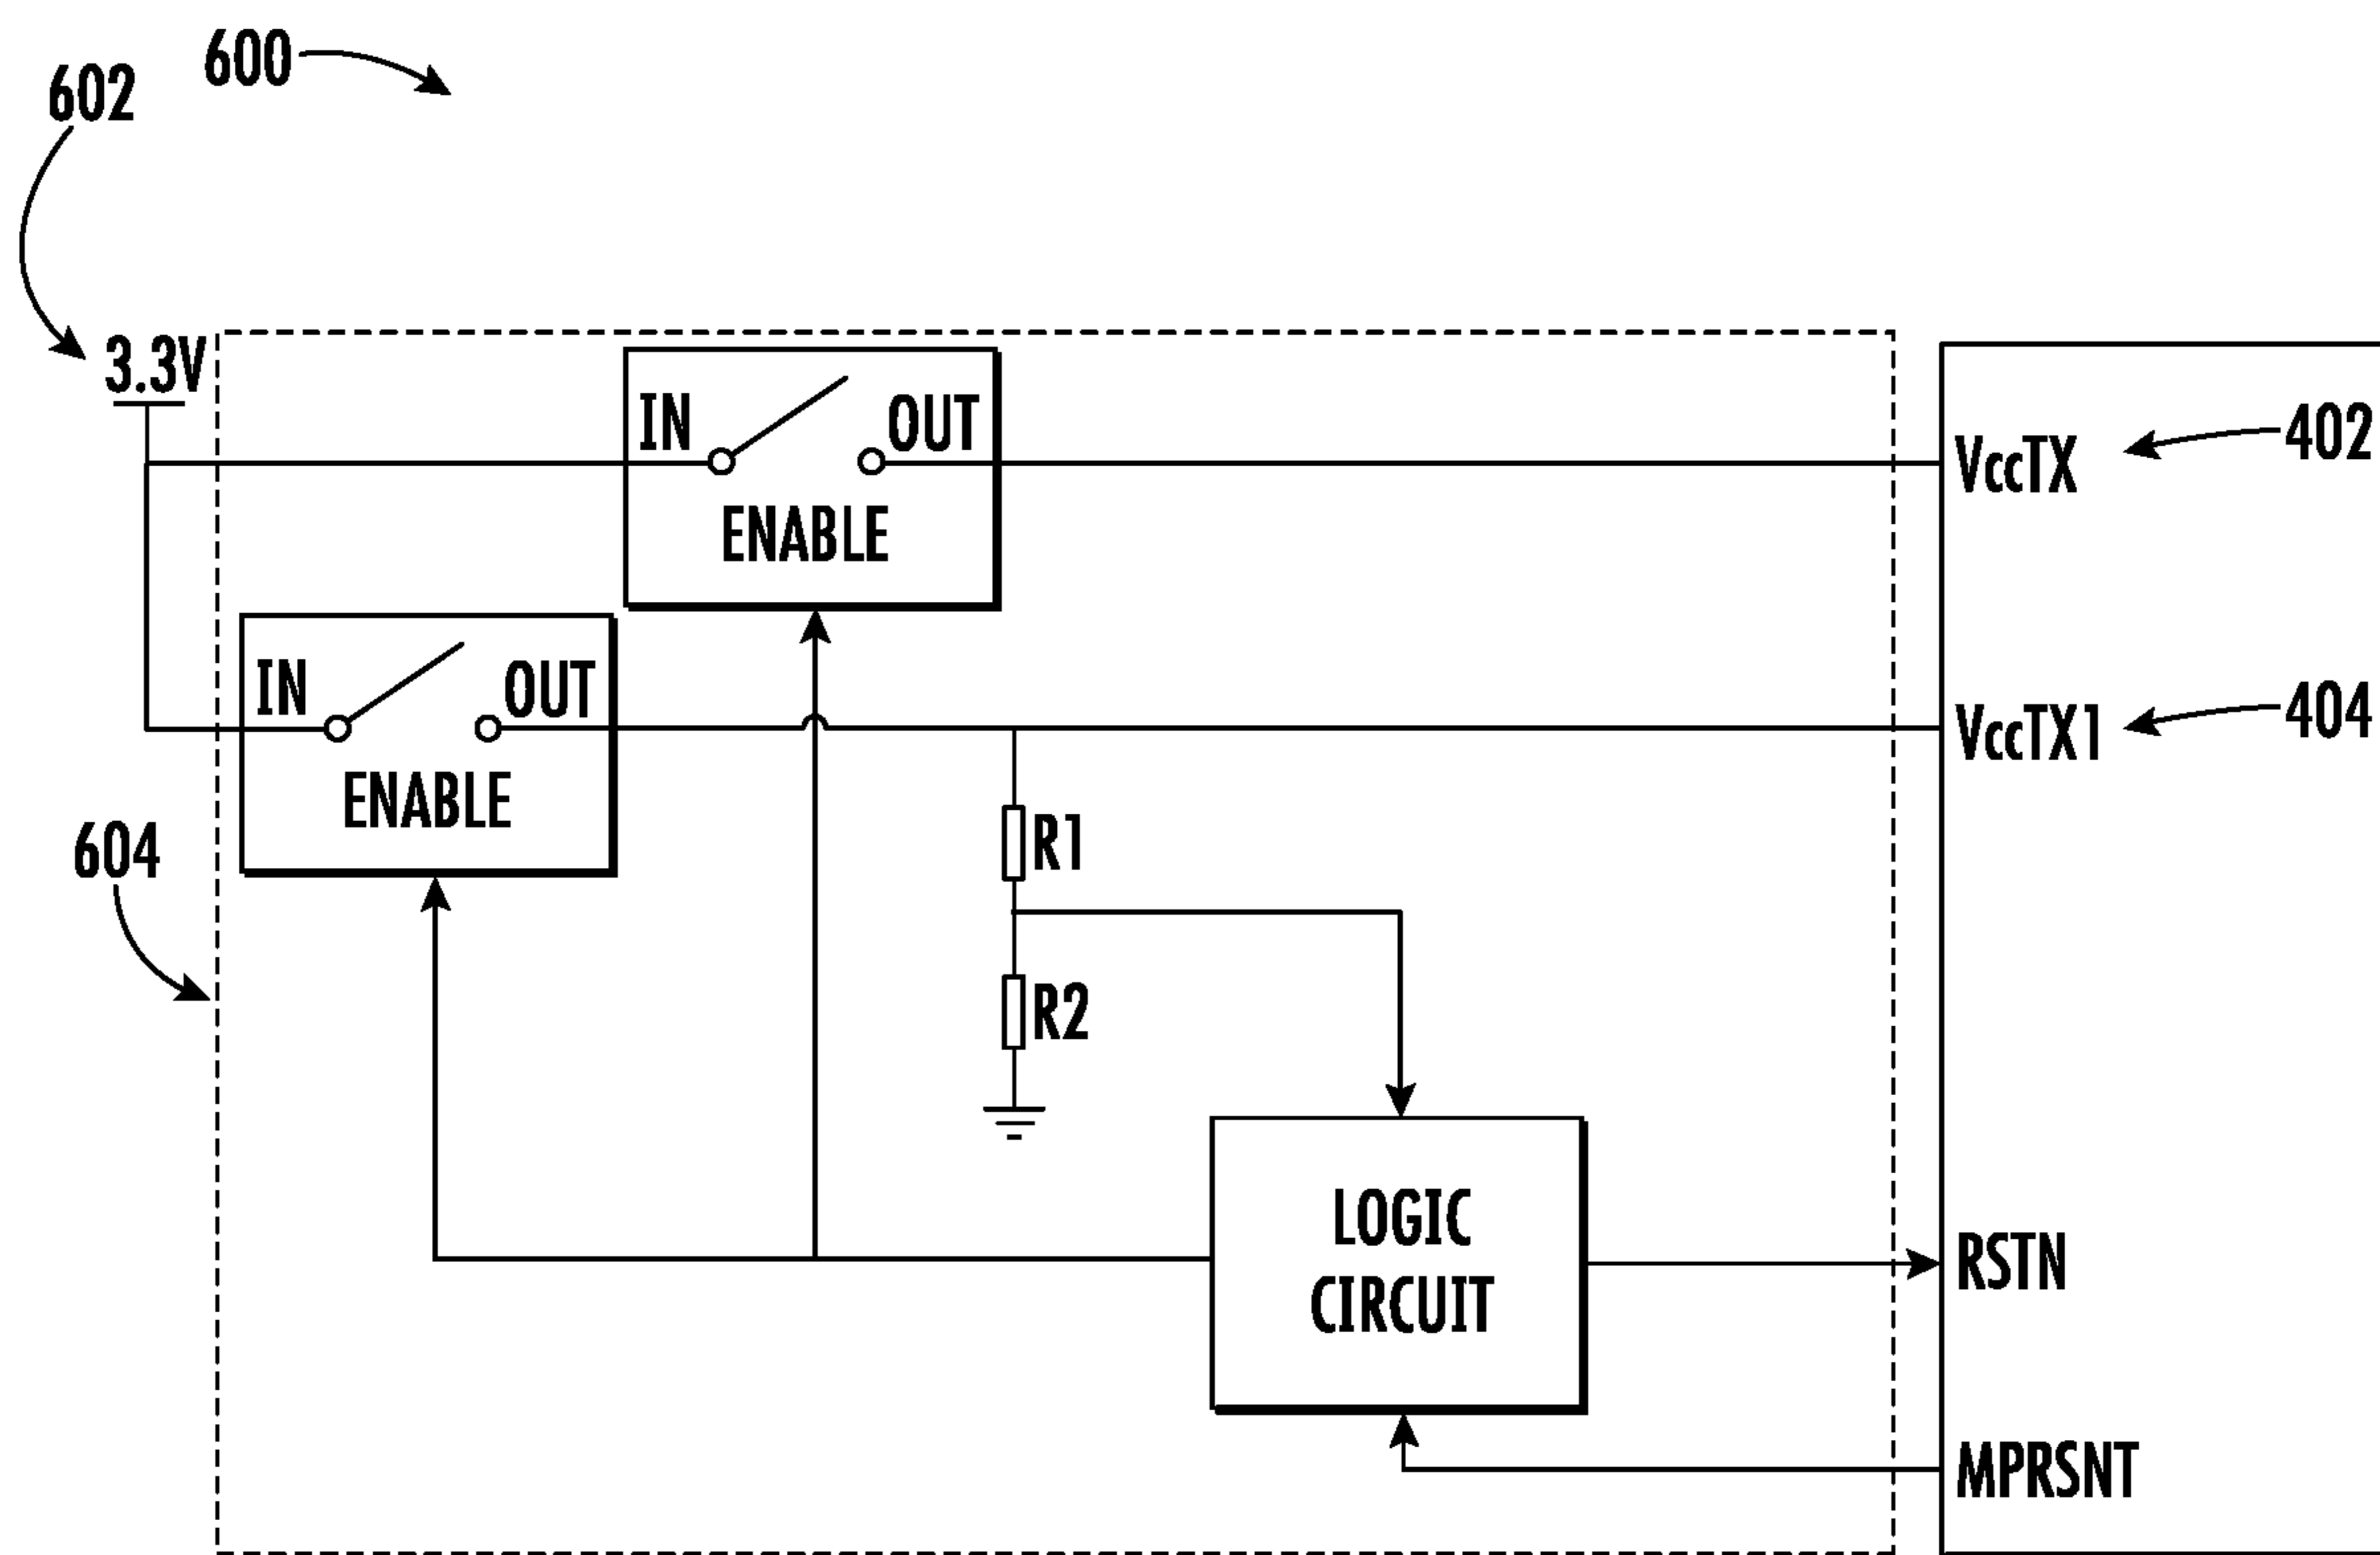 600
602
3.3V
IN
OUT
ENABLE
VccTX
402
IN
OUT
ENABLE
VccTX1
404
604
R1
R2
LOGIC
CIRCUIT
RSTN
MPRSNT